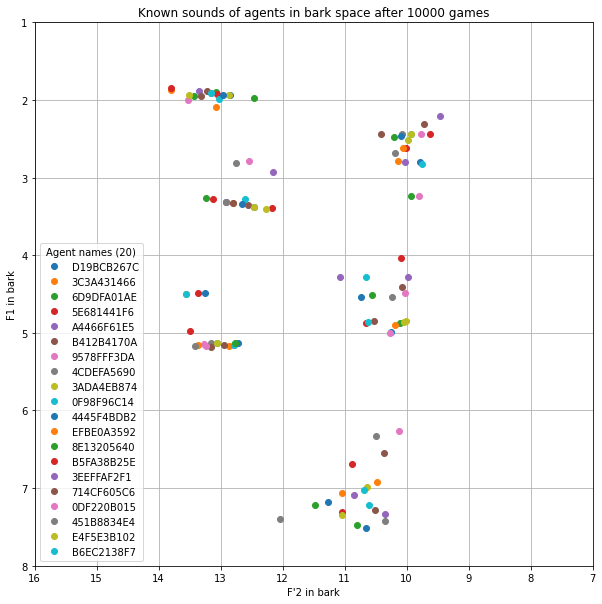 Known sounds of agents in bark space after 10000 games
1
2
3
4
5
6
7
8
F1 in bark
Agent names (20)
D19BCB267C
3C3A431466
6D9DFA01AE
5E681441F6
A4466F61E5
B412B4170A
9578FFF3DA
4CDEFA5690
3ADA4EB874
0F98F96C14
4445F4BDB2
EFBE0A3592
8E13205640
B5FA38B25E
3EEFFAF2F1
714CF605C6
0DF220B015
451B8834E4
E4F5E3B102
B6EC2138F7
16 15 14 13 12 11 10 9 8 7
F'2 in bark